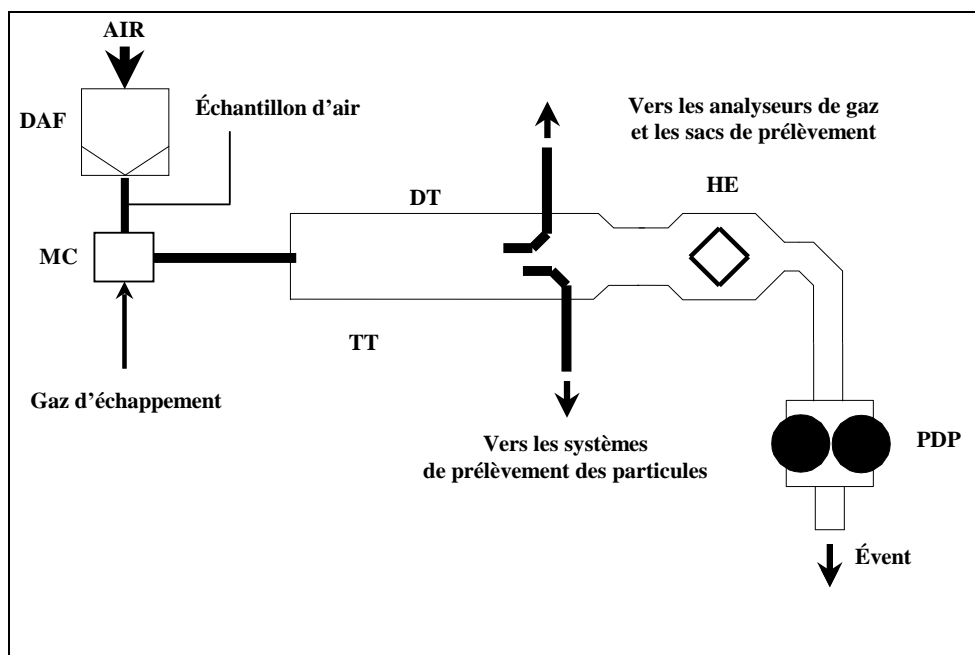 AIR
DAF
Échantillon d'air
Vers les analyseurs de gaz
et les sacs de prélèvement
DT
HE
MC
TT
Gaz d'échappement
Vers les systèmes
de prélèvement des particules
PDP
Évent